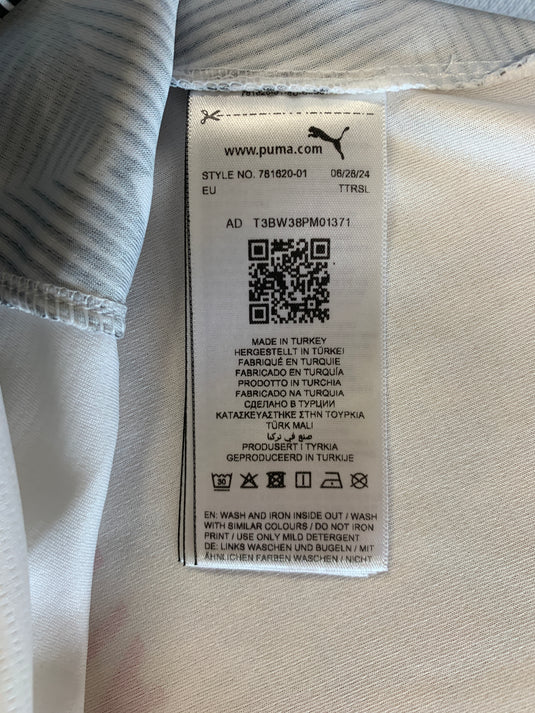 www.puma.com
STYLE NO. 781620-01 06/28/24
EU TTRSL
AD T3BW38PM01371
MADE IN TURKEY
HERGESTELLT IN TÜRKEI
FABRIQUÉ EN TURQUIE
FABRICADO EN TURQUÍA
PRODOTTO IN TURCHIA
FABRICADO NA TURQUIA
СДЕЛАНО В ТУРЦИИ
ΚΑΤΑΣΚΕΥΑΣΤΗΚΕ ΣΤΗΝ ΤΟΥΡΚΙΑ
TÜRK MALI
صنع في تركيا
PRODUSERT I TYRKIA
GEPRODUCEERD IN TURKIJE
30
EN: WASH AND IRON INSIDE OUT / WASH
WITH SIMILAR COLOURS / DO NOT IRON
PRINT / USE ONLY MILD DETERGENT
DE: LINKS WASCHEN UND BÜGELN / MIT
ÄHNLICHEN FARBEN WASCHEN / NICHT